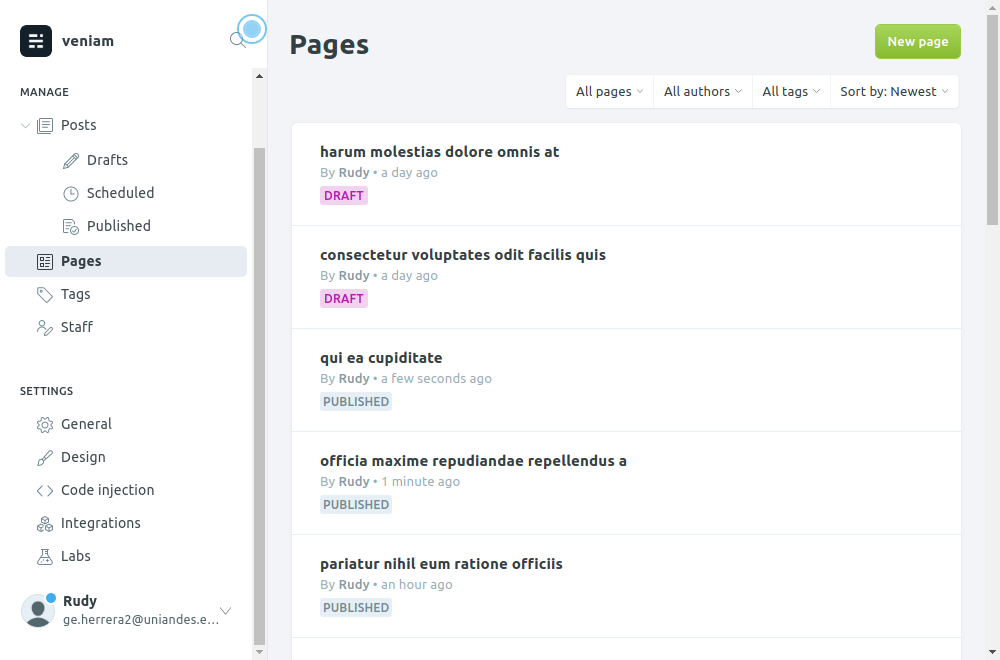 veniam
MANAGE
Posts
Drafts
Scheduled
Published
Pages
Tags
Staff
SETTINGS
General
Design
Code injection
Integrations
Labs
Rudy
ge.herrera2@uniandes.e...
Pages
New page
All pages
All authors
All tags
Sort by: Newest
harum molestias dolore omnis at
By Rudy • a day ago
DRAFT
consectetur voluptates odit facilis quis
By Rudy • a day ago
DRAFT
qui ea cupiditate
By Rudy • a few seconds ago
PUBLISHED
officia maxime repudiandae repellendus a
By Rudy • 1 minute ago
PUBLISHED
pariatur nihil eum ratione officiis
By Rudy • an hour ago
PUBLISHED